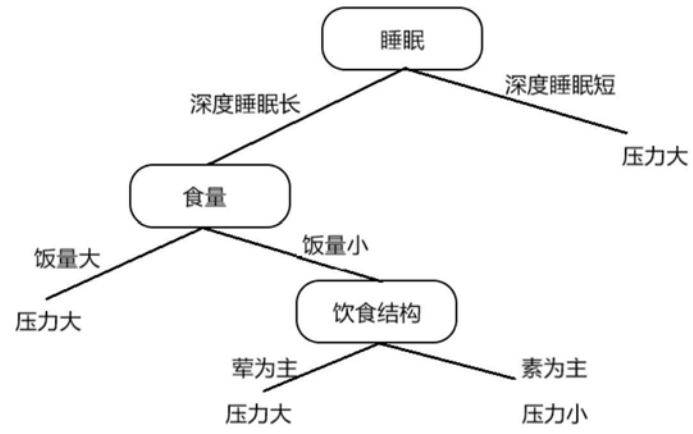 睡眠
深度睡眠长
深度睡眠短
压力大
食量
饭量大
饭量小
压力大
饮食结构
荤为主
素为主
压力大
压力小